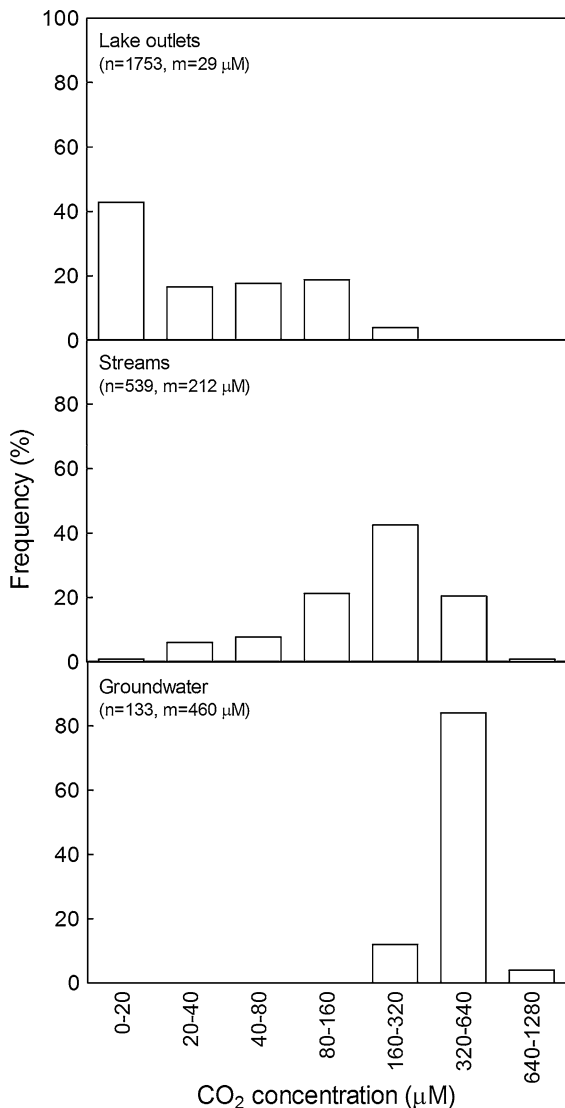 100
Lake outlets
(n=1753, m=29 μM)
80
60
40
20
0
Streams
(n=539, m=212 μM)
80
60
40
20
0
Groundwater
(n=133, m=460 μM)
80
60
40
20
0
Frequency (%)
0-20
20-40
40-80
80-160
160-320
320-640
640-1280
CO₂ concentration (μM)